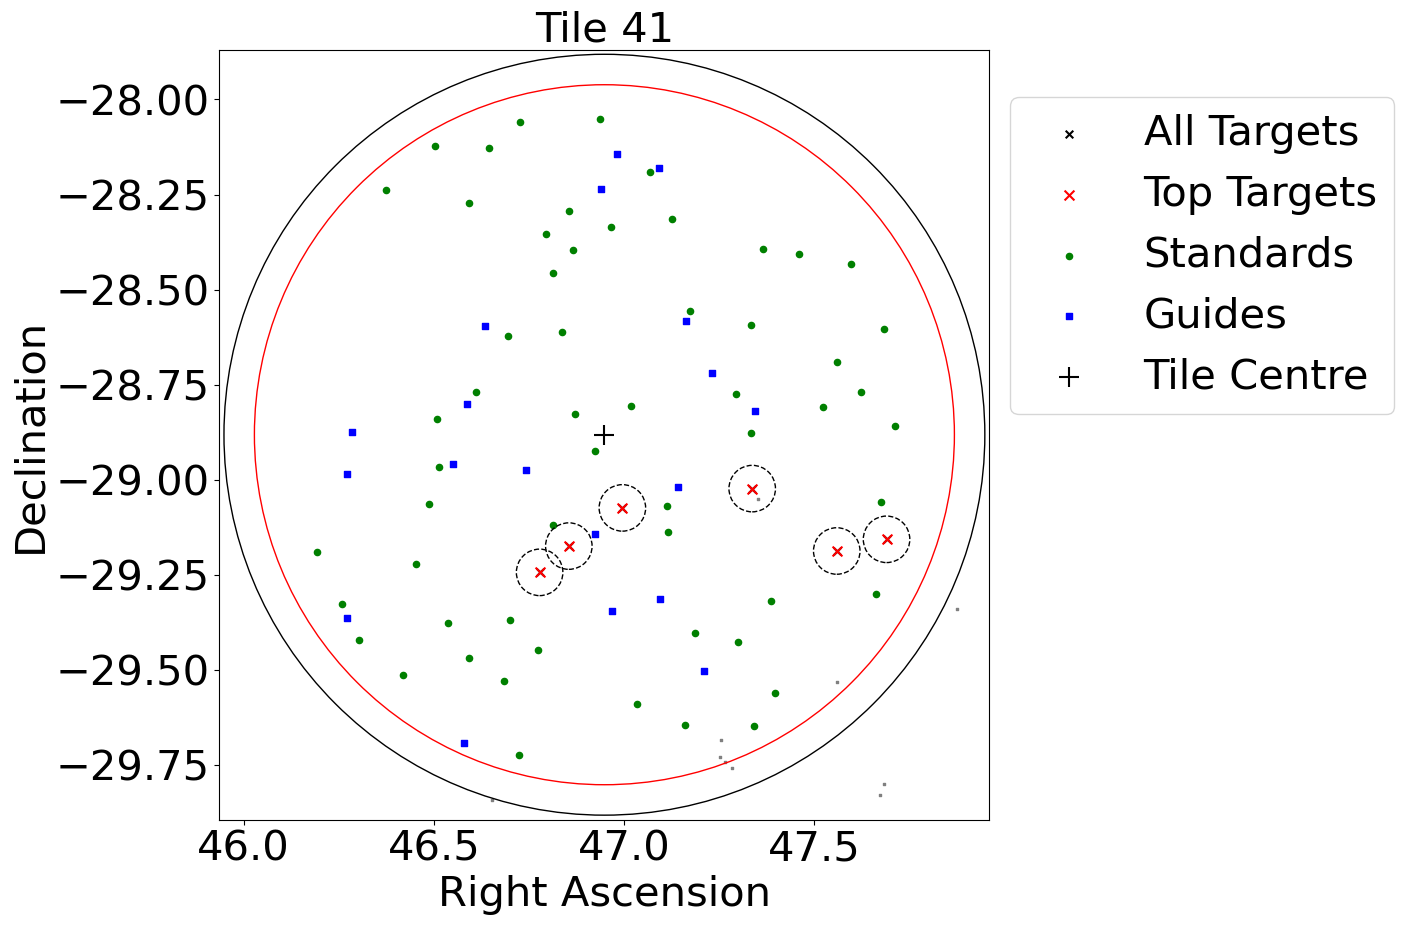 Tile 41
−28.00
−28.25
−28.50
−28.75
−29.00
−29.25
−29.50
−29.75
Declination
46.0
46.5
47.0
47.5
Right Ascension
All Targets
Top Targets
Standards
Guides
Tile Centre